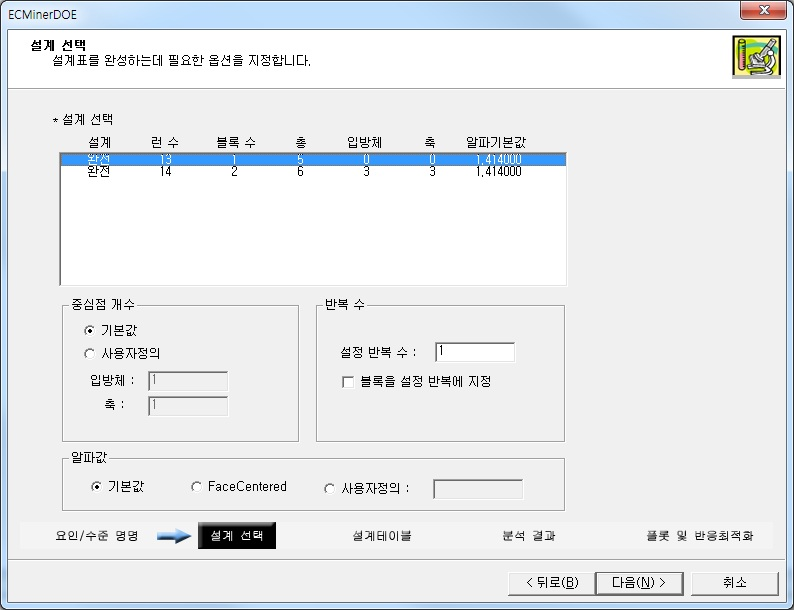 ECMinerDOE
설계 선택
설계표를 완성하는데 필요한 옵션을 지정합니다.
* 설계 선택
설계 런 수 블록 수 총 입방체 축 알파기본값
완전 13 1 5 0 0 1.414000
완전 14 2 6 3 3 1.414000
중심점 개수
기본값
사용자정의
입방체 : 1
축 : 1
반복 수
설정 반복 수 : 1
블록을 설정 반복에 지정
알파값
기본값 FaceCentered 사용자정의 :
요인/수준 명명 설계 선택 설계테이블 분석 결과 플롯 및 반응최적화
< 뒤로(B) 다음(N) > 취소